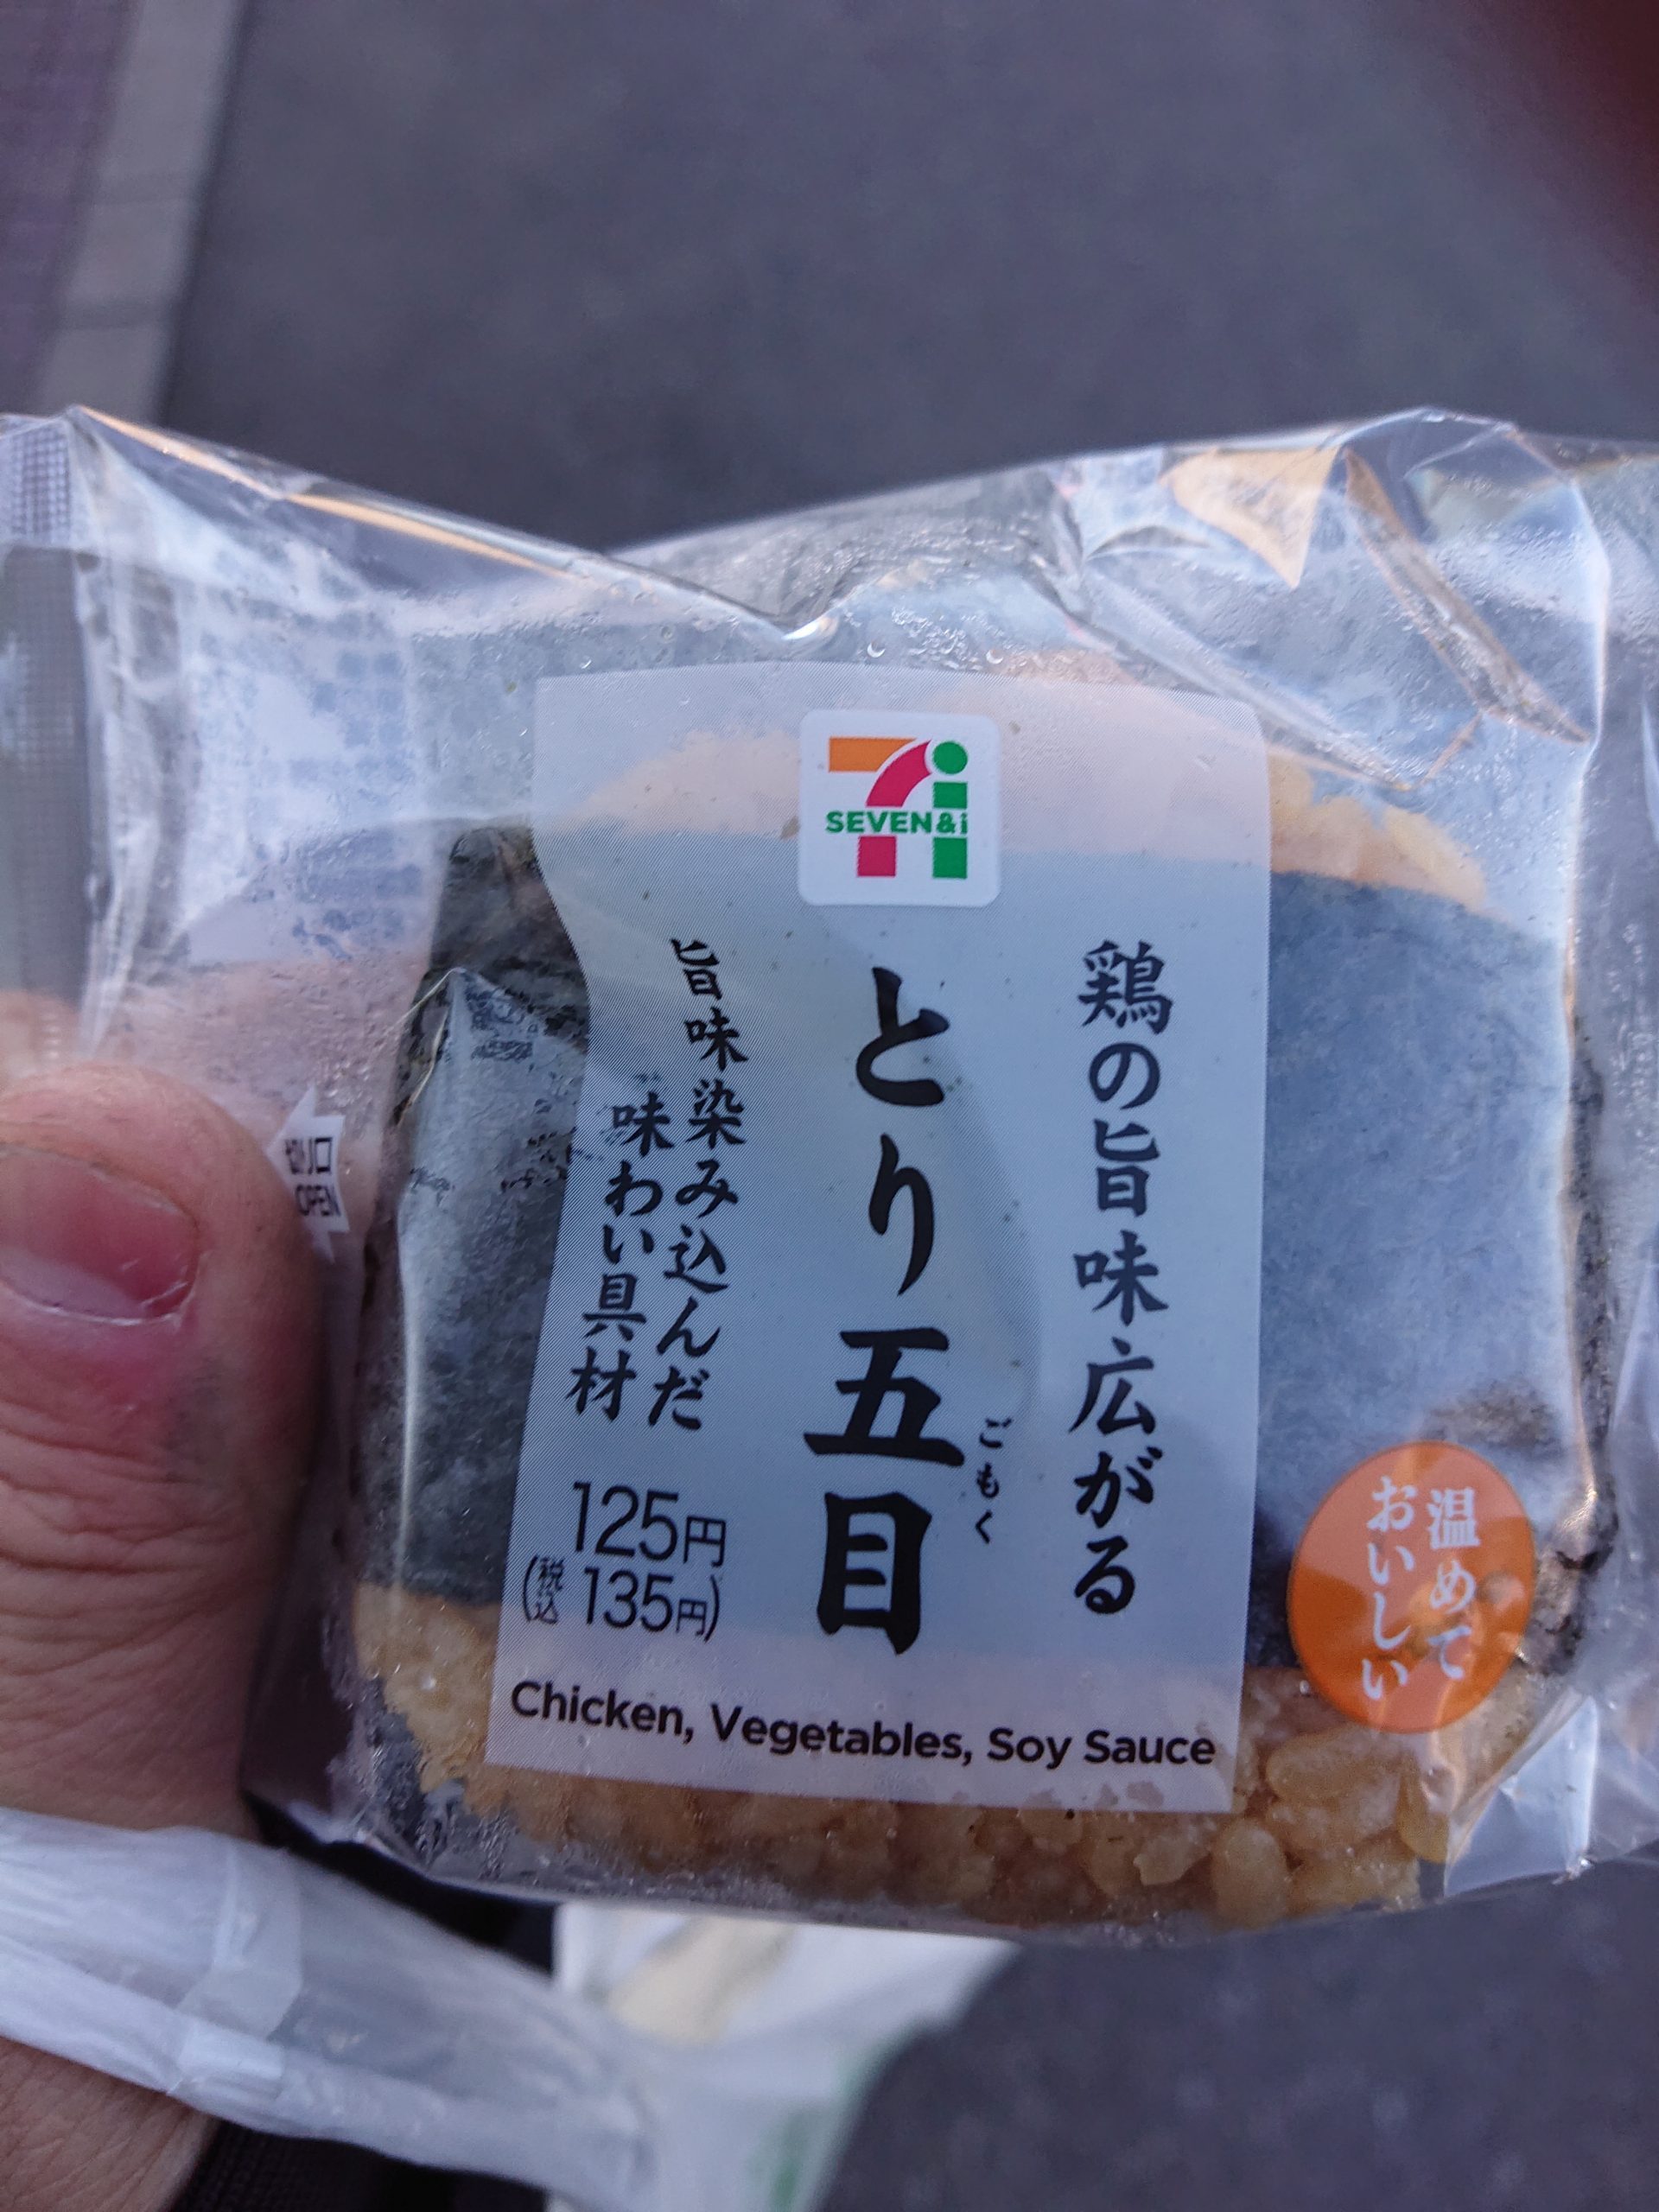 SEVEN&i
鶏の旨味広がる
とり五目
ごもく
旨味染み込んだ
味わい具材
125円
(税込135円)
Chicken, Vegetables, Soy Sauce
温めて
おいしい
切り口
OPEN